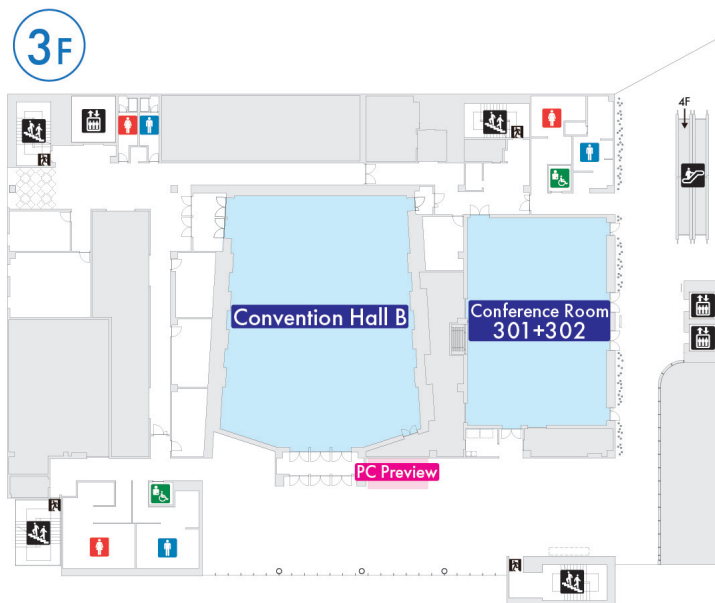 3F
4F
Convention Hall B
Conference Room
301+302
PC Preview